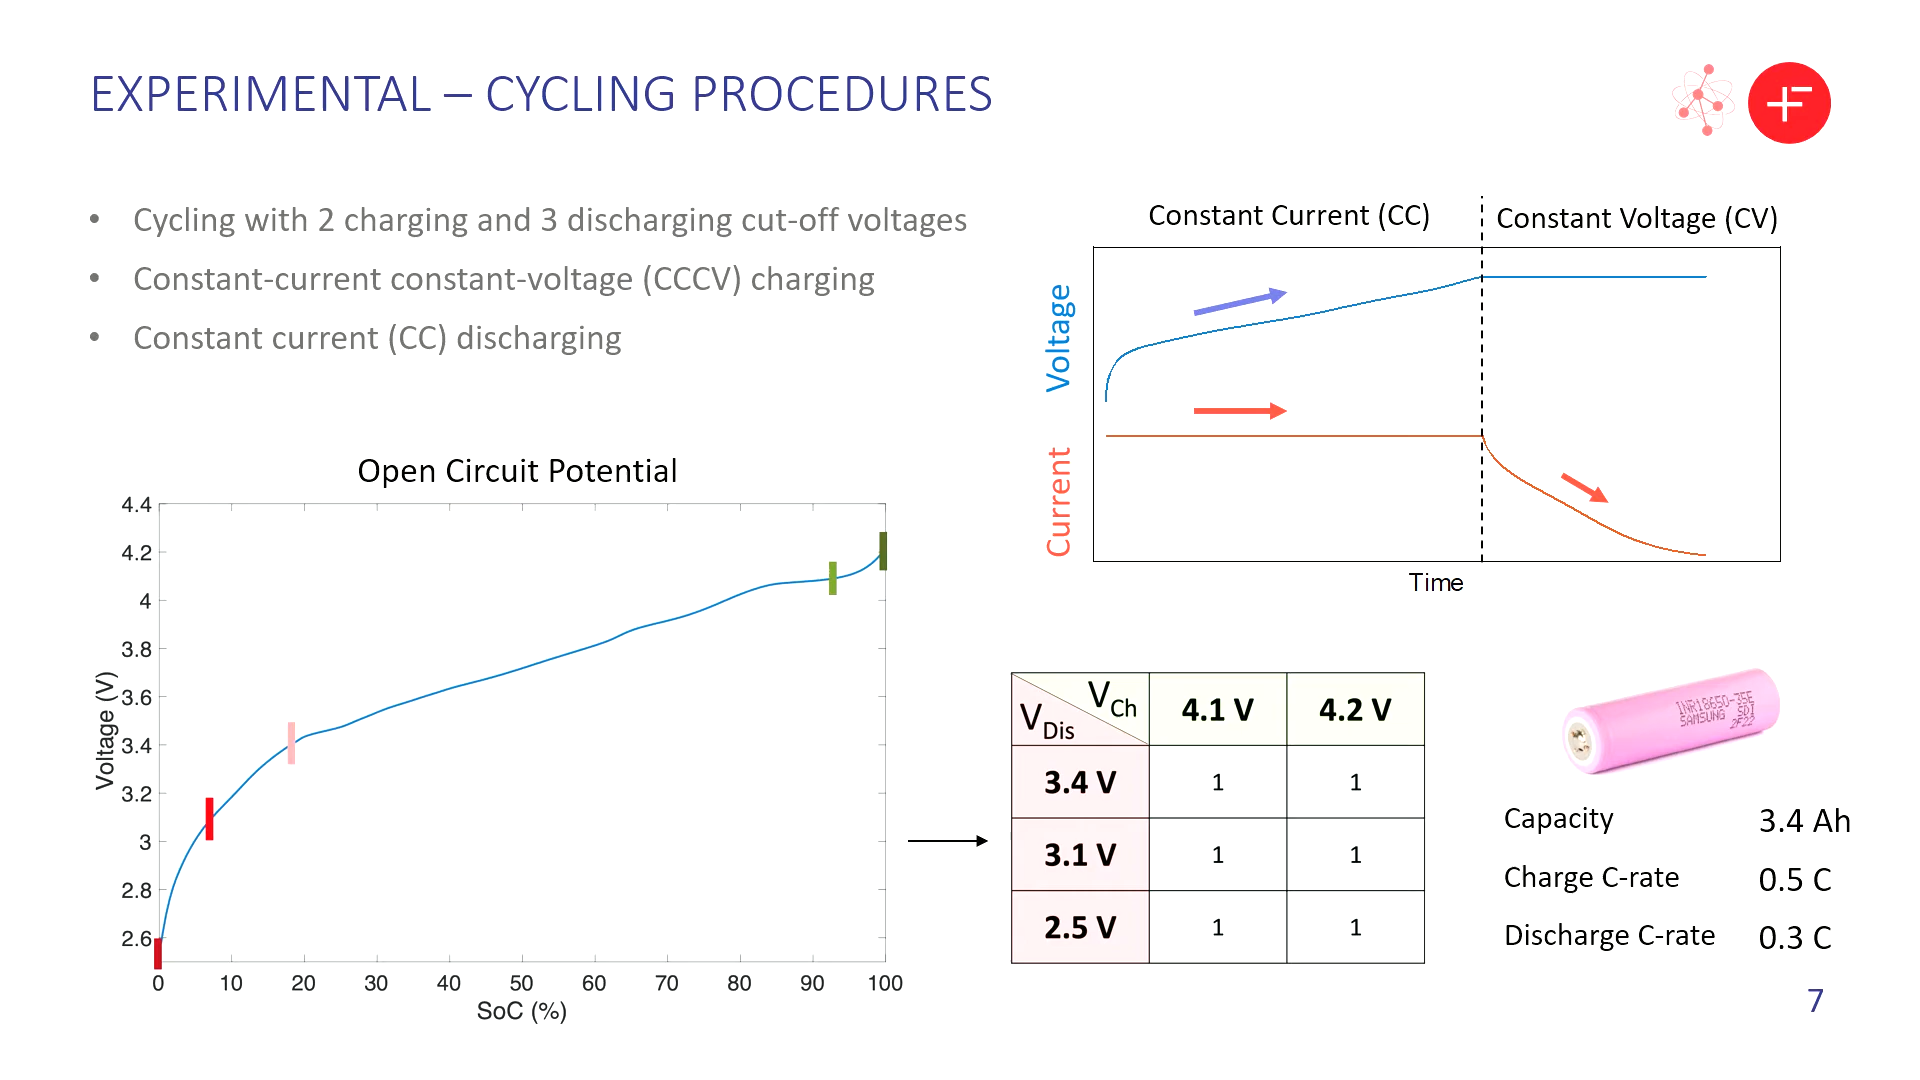 EXPERIMENTAL – CYCLING PROCEDURES
• Cycling with 2 charging and 3 discharging cut-off voltages
• Constant-current constant-voltage (CCCV) charging
• Constant current (CC) discharging
Constant Current (CC)
Constant Voltage (CV)
Voltage
Current
Time
Open Circuit Potential
4.4
4.2
4
3.8
3.6
3.4
3.2
3
2.8
2.6
Voltage (V)
0 10 20 30 40 50 60 70 80 90 100
SoC (%)
VDis VCh 4.1 V 4.2 V
3.4 V 1 1
3.1 V 1 1
2.5 V 1 1
INR18650-35E
SAMSUNG SDI
2F22
Capacity 3.4 Ah
Charge C-rate 0.5 C
Discharge C-rate 0.3 C
7